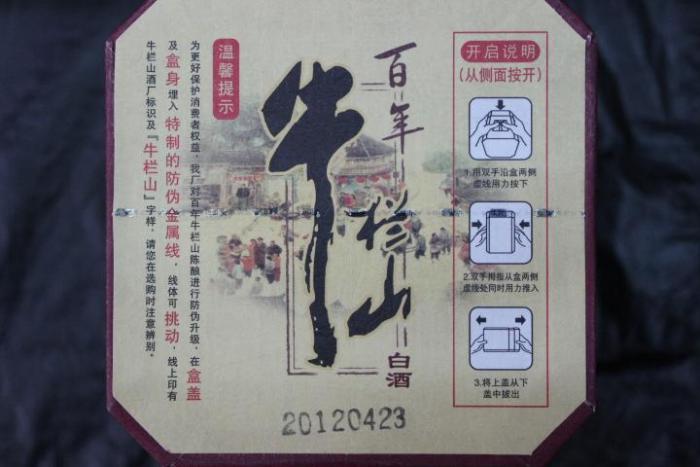 温馨提示
为更好保护消费者权益，我厂对百年牛栏山陈酿进行防伪升级，在盒盖
及盒身埋入特制的防伪金属线，线体可挑动，线上印有
牛栏山酒厂标识及『牛栏山』字样，请您在选购时注意辨别。
百年
牛栏山
白酒
20120423
开启说明
(从侧面按开)
1.用双手沿盒两侧
虚线用力按下
2.双手拇指从盒两侧
虚线处同时用力推入
3.将上盖从下
盖中拔出